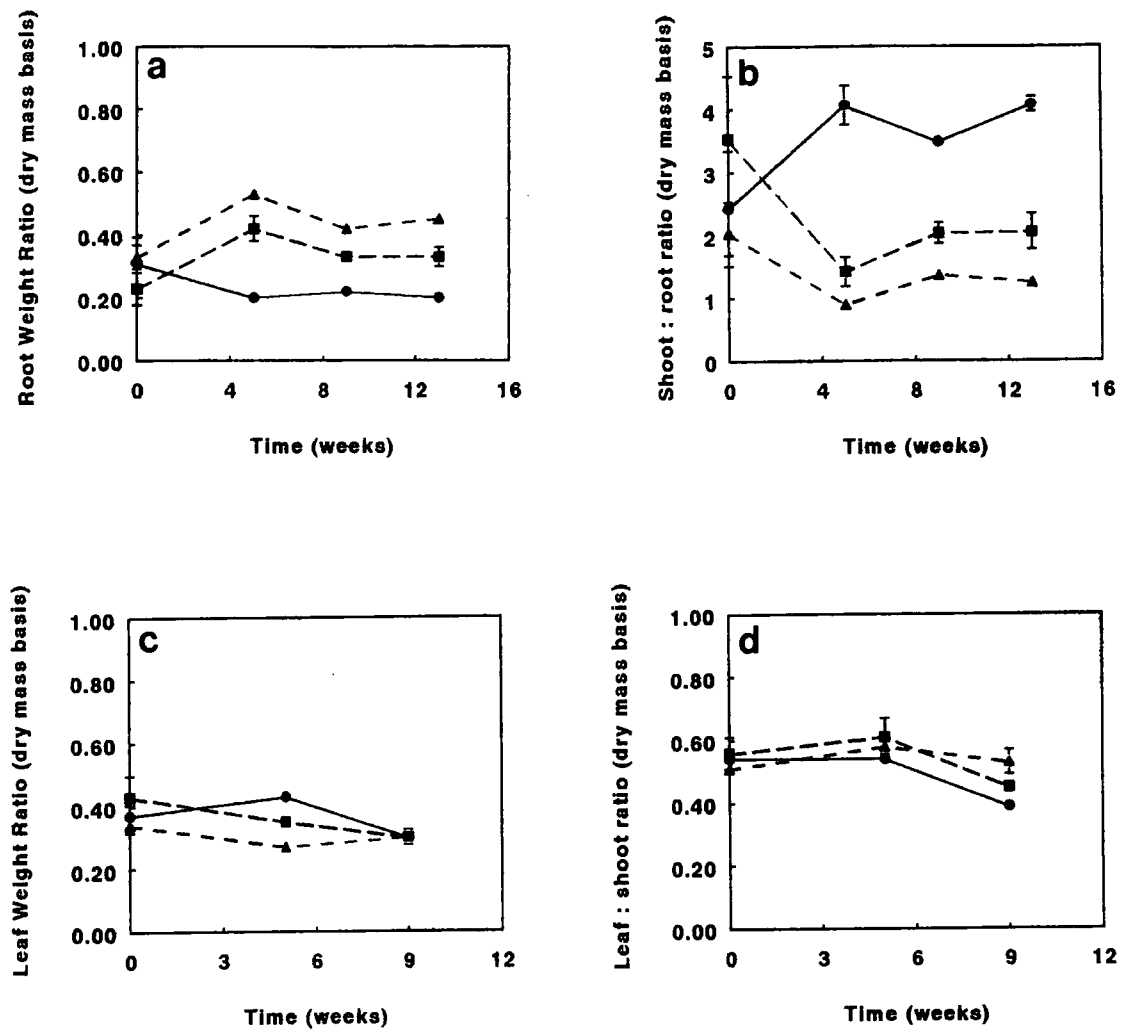 Root Weight Ratio (dry mass basis)
1.00
0.80
0.60
0.40
0.20
0.00
a
0 4 8 12 16
Time (weeks)
Shoot : root ratio (dry mass basis)
5
4
3
2
1
0
b
0 4 8 12 16
Time (weeks)
Leaf Weight Ratio (dry mass basis)
1.00
0.80
0.60
0.40
0.20
0.00
c
0 3 6 9 12
Time (weeks)
Leaf : shoot ratio (dry mass basis)
1.00
0.80
0.60
0.40
0.20
0.00
d
0 3 6 9 12
Time (weeks)